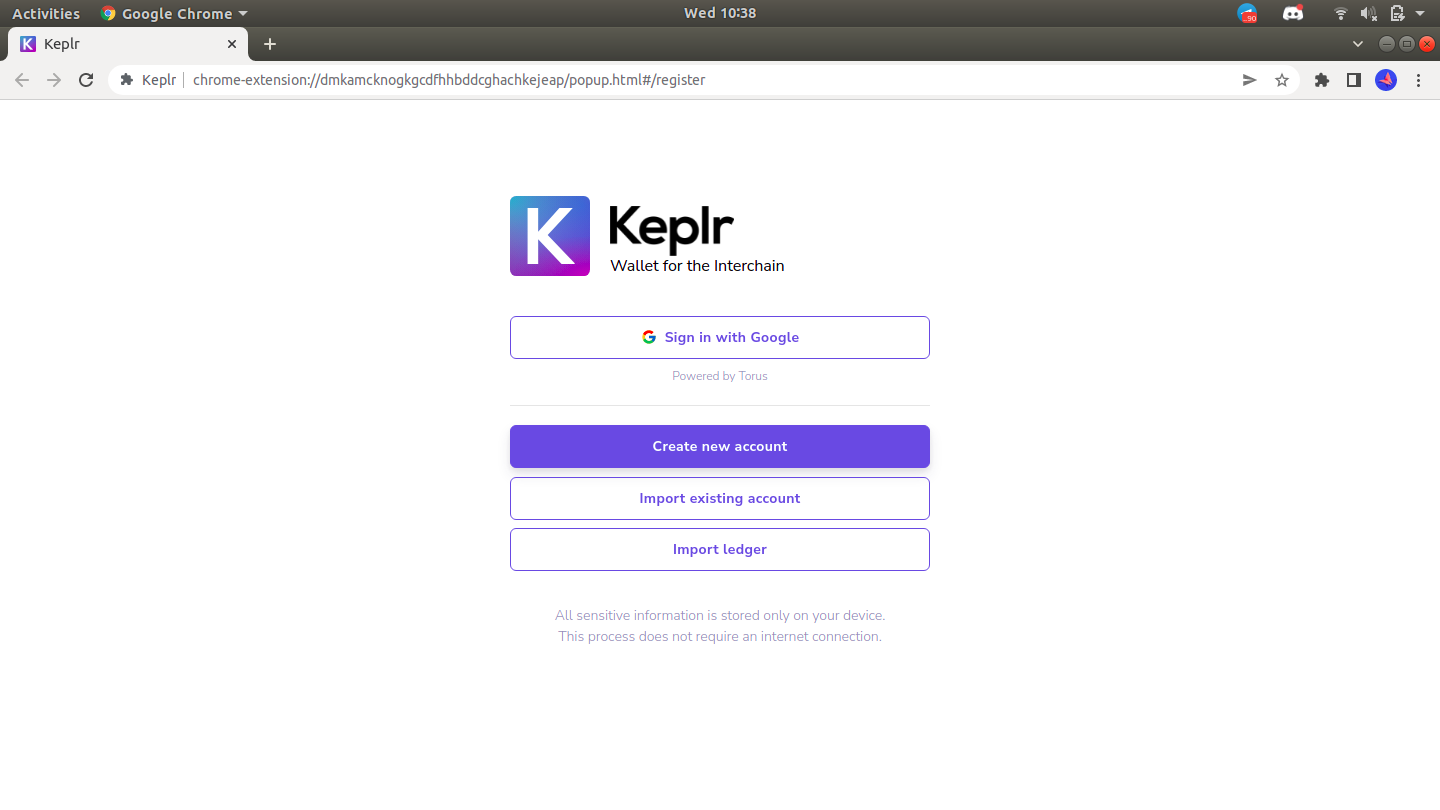 Activities Google Chrome Wed 10:38 90
Keplr
Keplr chrome-extension://dmkamcknogkgcdfhhbddcghachkejeap/popup.html#/register
K Keplr
Wallet for the Interchain
Sign in with Google
Powered by Torus
Create new account
Import existing account
Import ledger
All sensitive information is stored only on your device.
This process does not require an internet connection.